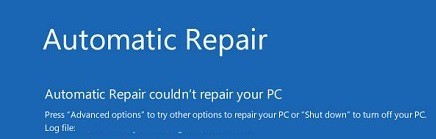 Automatic Repair
Automatic Repair couldn't repair your PC
Press "Advanced options" to try other options to repair your PC or "Shut down" to turn off your PC.
Log file: